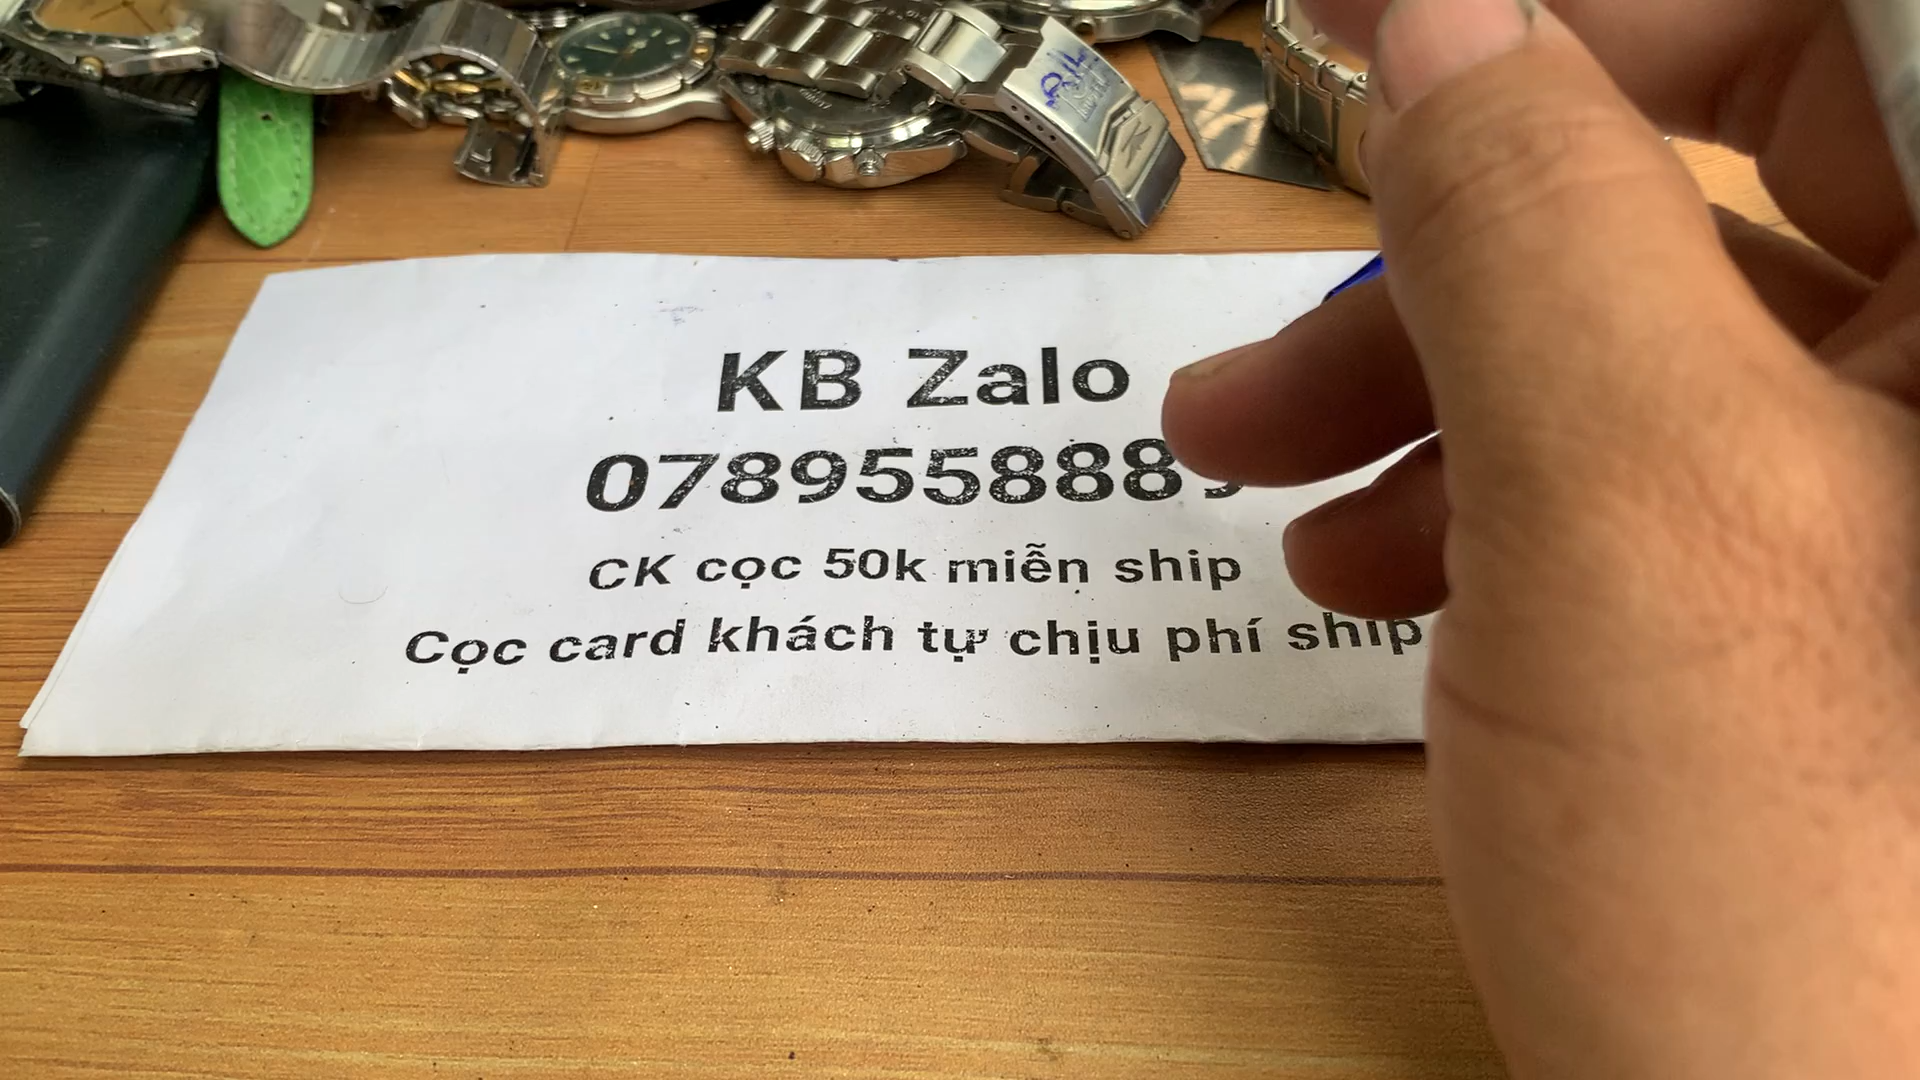 KB Zalo
078955888
CK cọc 50k miễn ship
Cọc card khách tự chịu phí ship